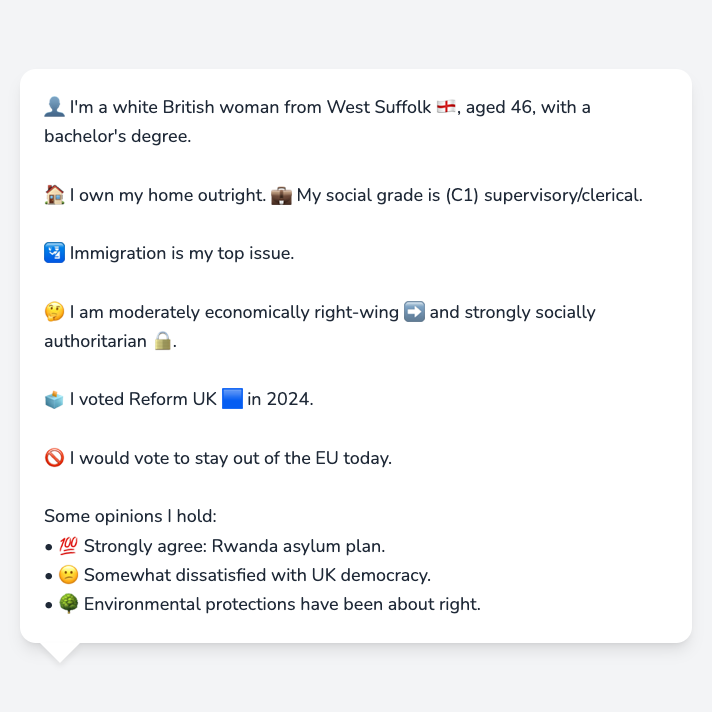 👤 I'm a white British woman from West Suffolk 🏴󠁧󠁢󠁥󠁮󠁧󠁿, aged 46, with a
bachelor's degree.
🏠 I own my home outright. 💼 My social grade is (C1) supervisory/clerical.
🛂 Immigration is my top issue.
🤔 I am moderately economically right-wing ➡️ and strongly socially
authoritarian 🔒.
🗳️ I voted Reform UK 🟦 in 2024.
🚫 I would vote to stay out of the EU today.
Some opinions I hold:
• 💯 Strongly agree: Rwanda asylum plan.
• 😕 Somewhat dissatisfied with UK democracy.
• 🌳 Environmental protections have been about right.